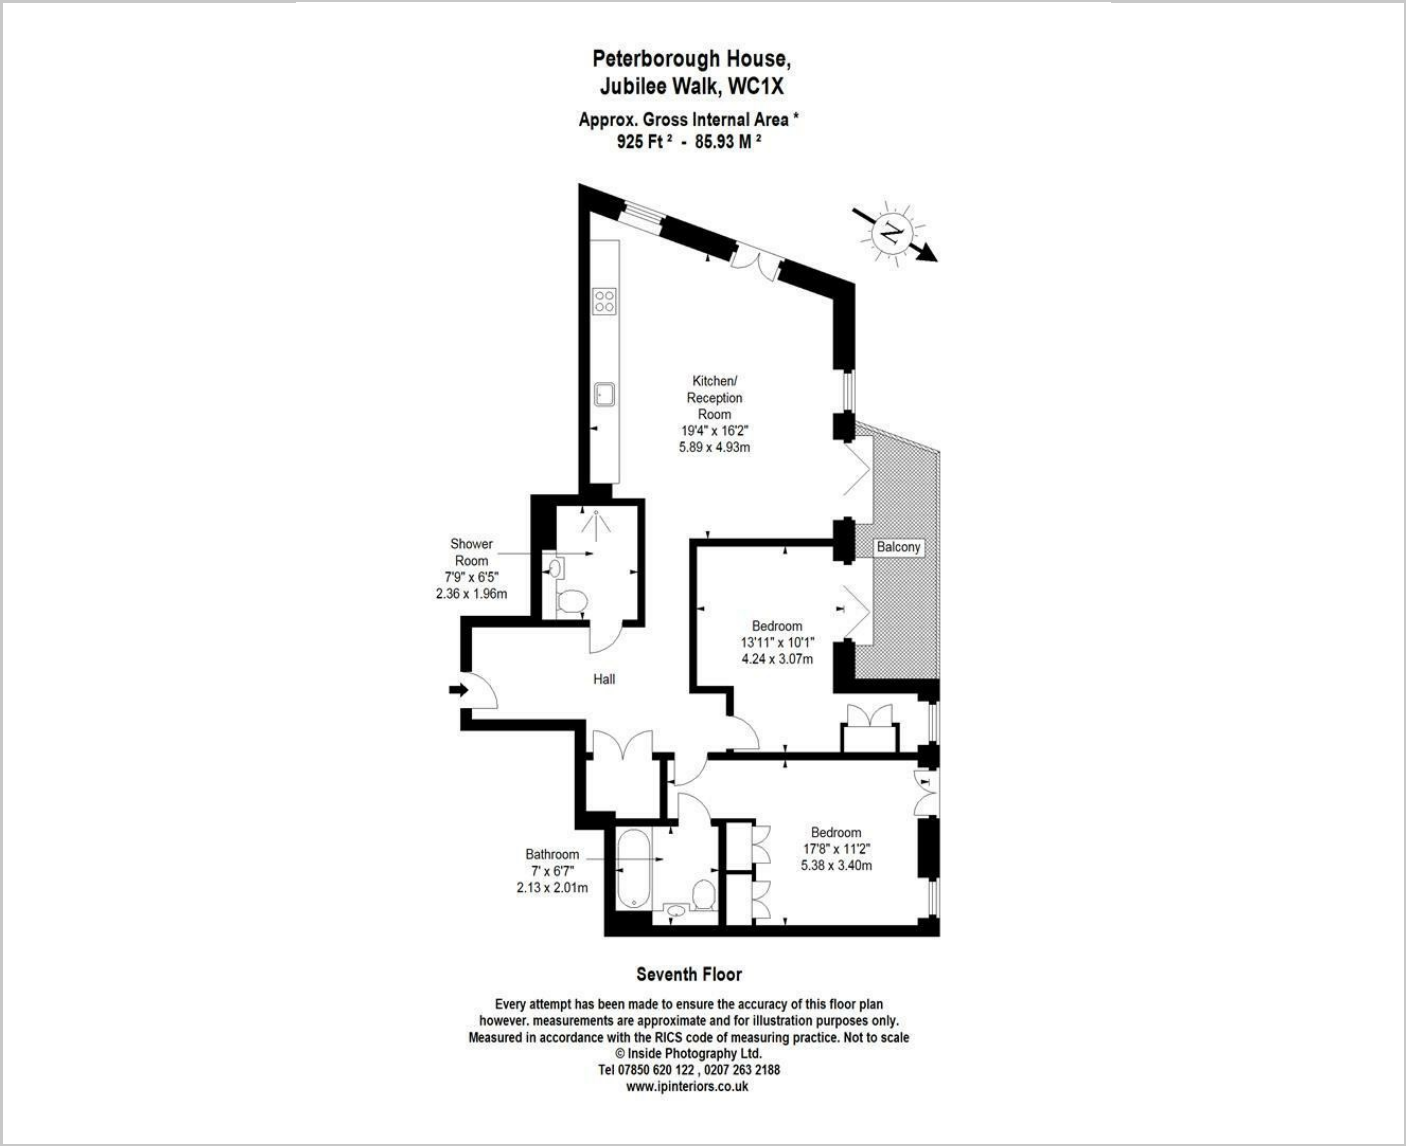 Peterborough House,
Jubilee Walk, WC1X
Approx. Gross Internal Area *
925 Ft ² - 85.93 M ²
N
Kitchen/
Reception
Room
19'4" x 16'2"
5.89 x 4.93m
Balcony
Shower
Room
7'9" x 6'5"
2.36 x 1.96m
Bedroom
13'11" x 10'1"
4.24 x 3.07m
Hall
Bedroom
17'8" x 11'2"
5.38 x 3.40m
Bathroom
7' x 6'7"
2.13 x 2.01m
Seventh Floor
Every attempt has been made to ensure the accuracy of this floor plan
however. measurements are approximate and for illustration purposes only.
Measured in accordance with the RICS code of measuring practice. Not to scale
© Inside Photography Ltd.
Tel 07850 620 122 , 0207 263 2188
www.ipinteriors.co.uk